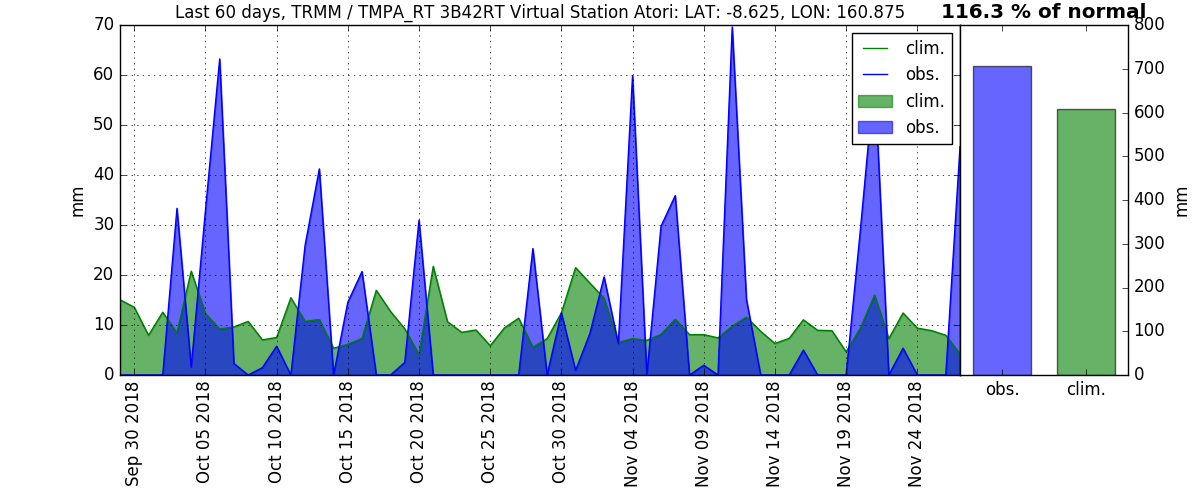 Last 60 days, TRMM / TMPA_RT 3B42RT Virtual Station Atori: LAT: -8.625, LON: 160.875
116.3 % of normal
70
60
50
40
30
20
10
0
mm
clim.
obs.
clim.
obs.
Sep 30 2018
Oct 05 2018
Oct 10 2018
Oct 15 2018
Oct 20 2018
Oct 25 2018
Oct 30 2018
Nov 04 2018
Nov 09 2018
Nov 14 2018
Nov 19 2018
Nov 24 2018
800
700
600
500
400
300
200
100
0
mm
obs.
clim.